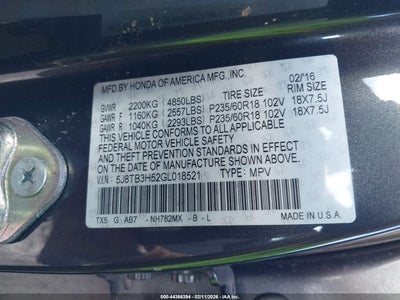 MFD.BY HONDA OF AMERICA MFG.,INC. 02/'16
TIRE SIZE RIM SIZE
GVWR 2200KG (4850LBS)
GAWR F 1160KG (2557LBS) P235/60R18 102V 18X7.5J
GAWR R 1040KG (2293LBS) P235/60R18 102V 18X7.5J
THIS VEHICLE CONFORMS TO ALL APPLICABLE
FEDERAL MOTOR VEHICLE SAFETY AND THEFT
PREVENTION STANDARDS IN EFFECT ON THE DATE
OF MANUFACTURE SHOWN ABOVE.
V.I.N: 5J8TB3H52GL018521 TYPE: MPV
TX5 G AB7 - NH782MX - B - L
MADE IN U.S.A
©000-44366394 - 02/11/2026 - IAAI.COM